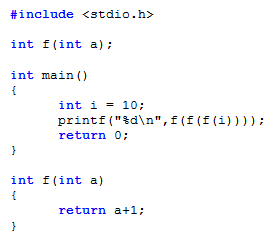 #include <stdio.h>
int f(int a);
int main()
{
int i = 10;
printf("%d\n",f(f(f(i))));
return 0;
}
int f(int a)
{
return a+1;
}